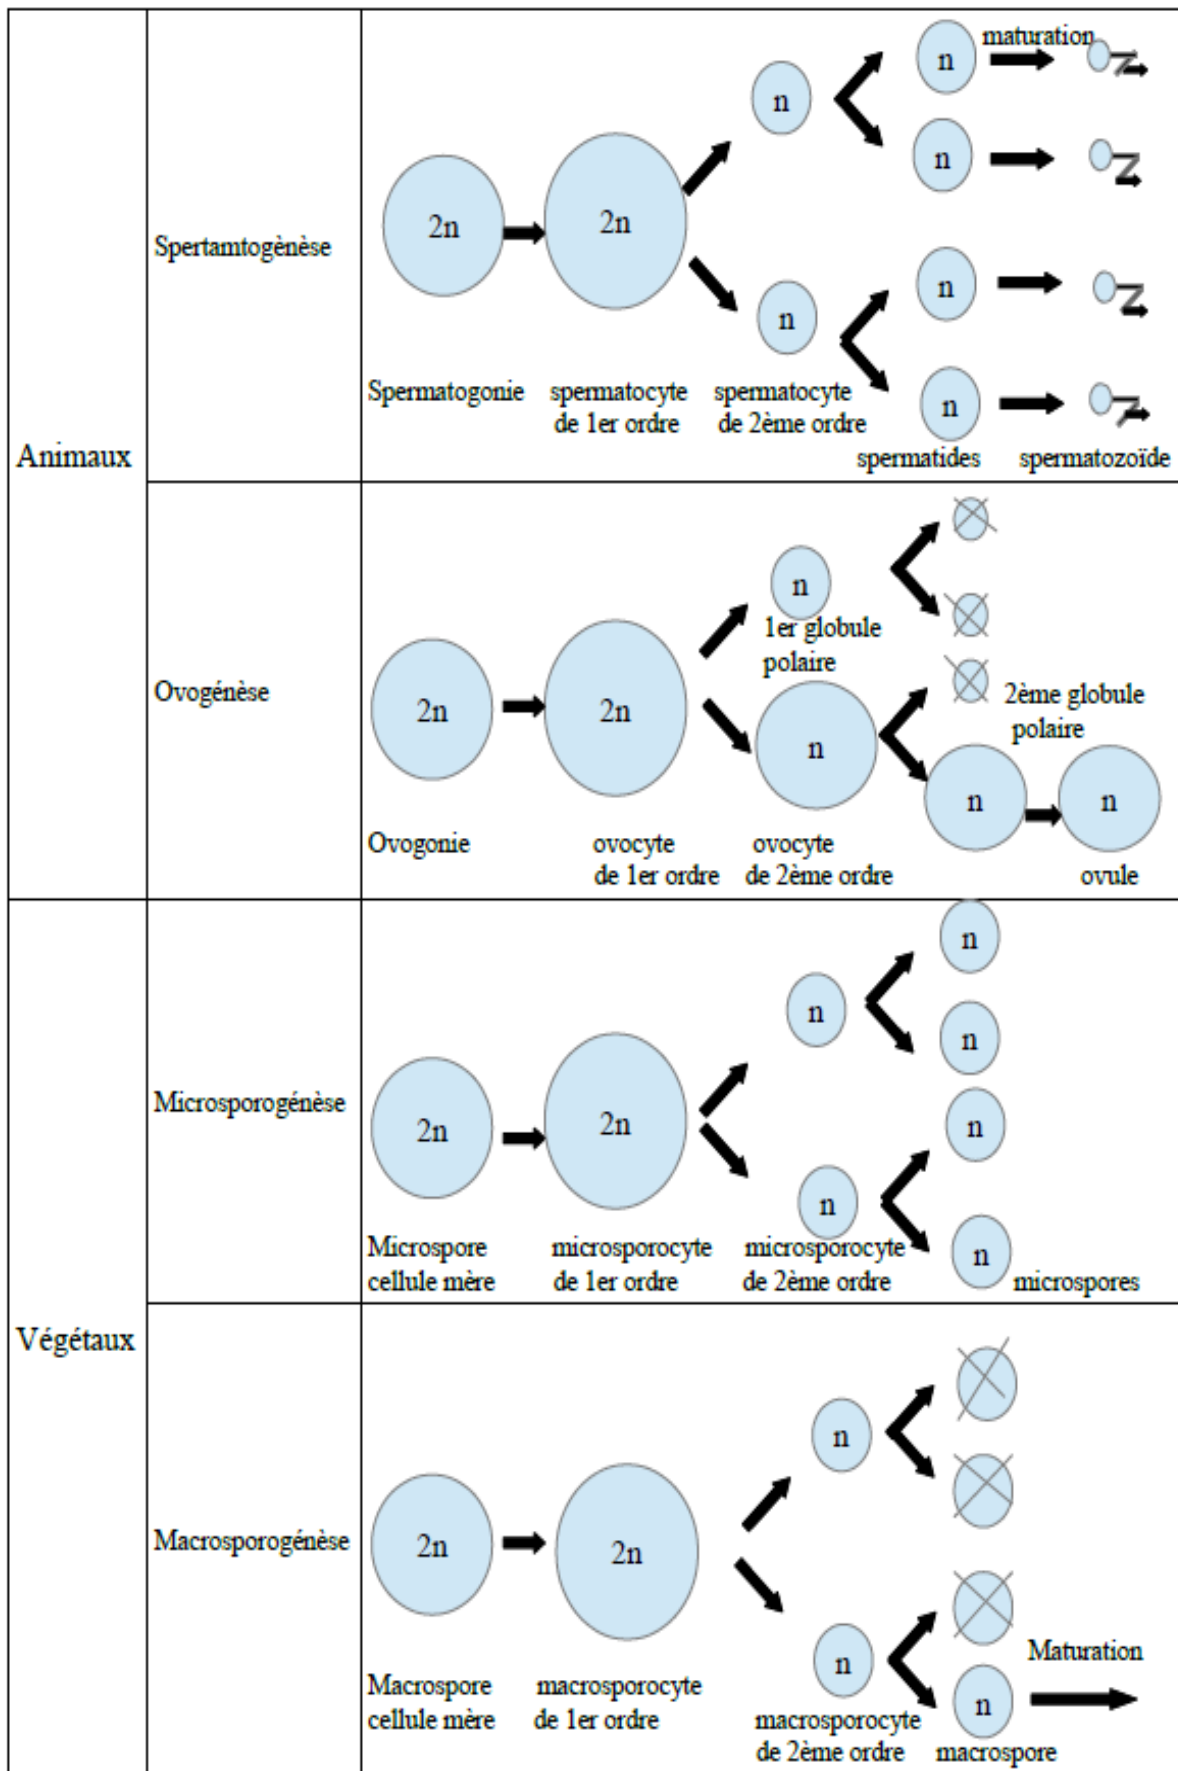 Animaux
Spertamtogènèse
2n
2n
n
n
n
n
n
n
maturation
Spermatogonie
spermatocyte
de 1er ordre
spermatocyte
de 2ème ordre
spermatides
spermatozoïde
Ovogénèse
2n
2n
n
1er globule
polaire
n
2ème globule
polaire
n
n
Ovogonie
ovocyte
de 1er ordre
ovocyte
de 2ème ordre
ovule
Végétaux
Microsporogénèse
2n
2n
n
n
n
n
n
n
Microspore
cellule mère
microsporocyte
de 1er ordre
microsporocyte
de 2ème ordre
microspores
Macrosporogénèse
2n
2n
n
n
n
Maturation
Macrospore
cellule mère
macrosporocyte
de 1er ordre
macrosporocyte
de 2ème ordre
macrospore